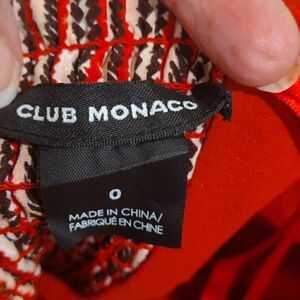 CLUB MONACO
0
MADE IN CHINA/
FABRIQUÉ EN CHINE